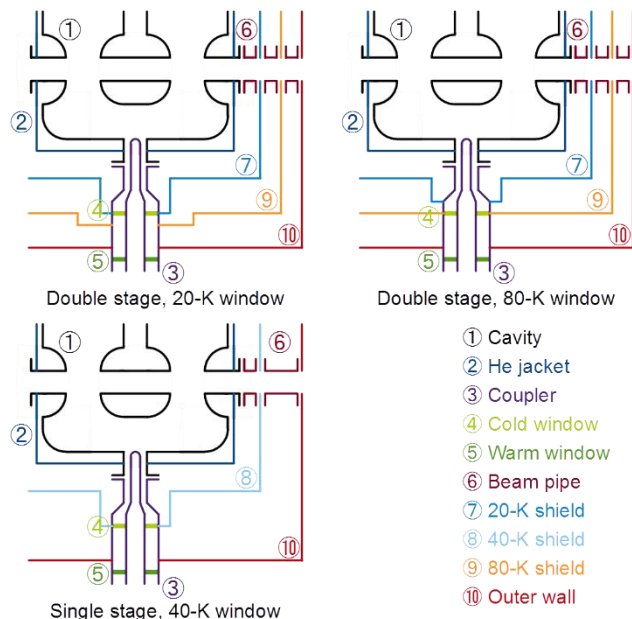 ① ⑥ ① ⑥
② ②
⑦ ⑦
④ ⑨ ④ ⑨
⑩ ⑩
⑤ ③ ⑤ ③
Double stage, 20-K window
Double stage, 80-K window
① ⑥
②
⑧
④
⑩
⑤ ③
Single stage, 40-K window
① Cavity
② He jacket
③ Coupler
④ Cold window
⑤ Warm window
⑥ Beam pipe
⑦ 20-K shield
⑧ 40-K shield
⑨ 80-K shield
⑩ Outer wall